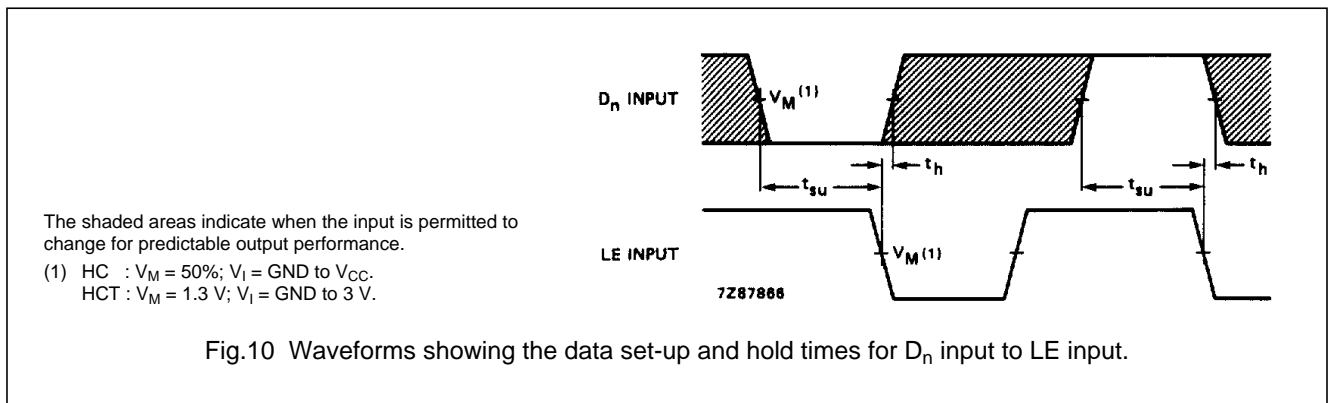 The shaded areas indicate when the input is permitted to
change for predictable output performance.
(1) HC : VM = 50%; VI = GND to VCC.
HCT : VM = 1.3 V; VI = GND to 3 V.
Dn INPUT
VM(1)
th
th
tsu
tsu
LE INPUT
VM(1)
7Z87866
Fig.10 Waveforms showing the data set-up and hold times for Dn input to LE input.